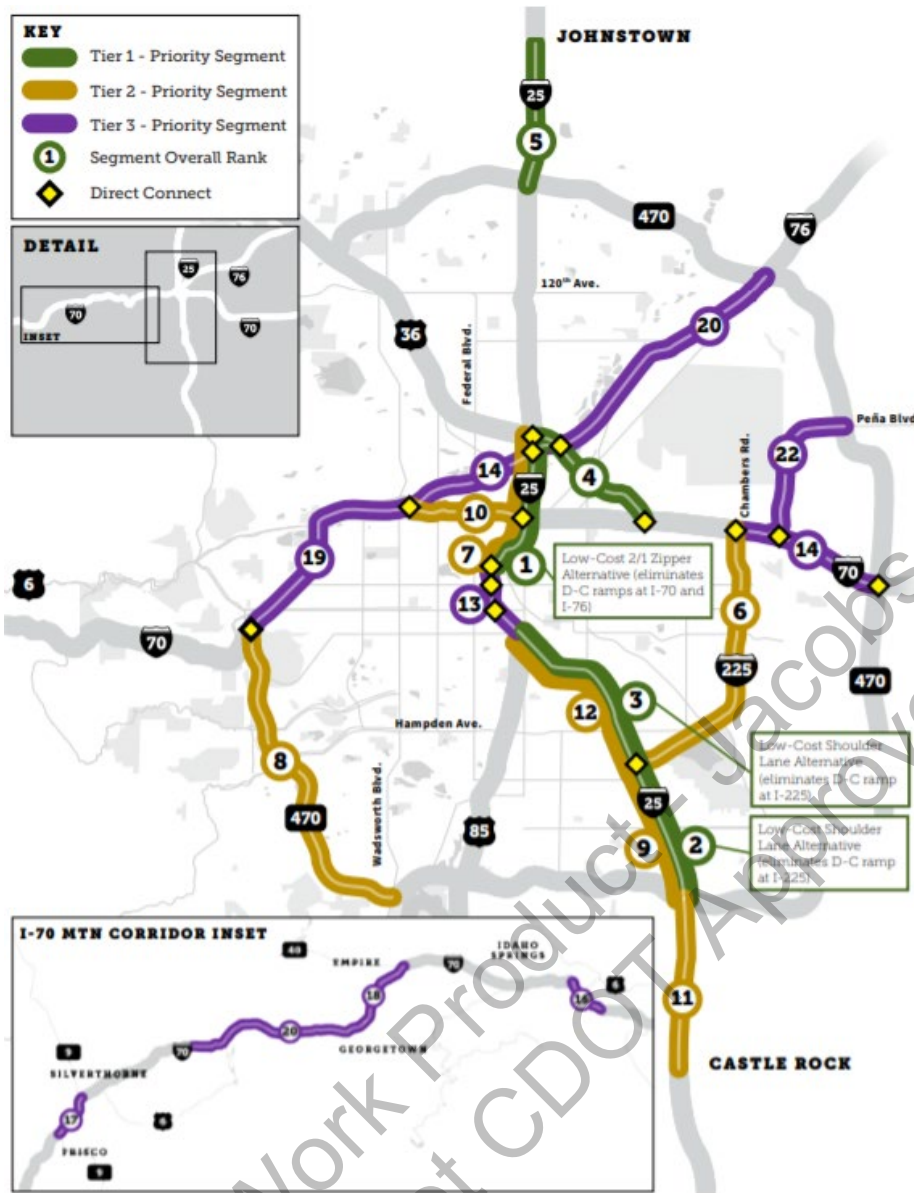 KEY
Tier 1 - Priority Segment
Tier 2 - Priority Segment
Tier 3 - Priority Segment
1 Segment Overall Rank
Direct Connect
JOHNSTOWN
25
5
470
76
DETAIL
25
76
70
70
INSET
120th Ave.
36
Federal Blvd.
20
Peña Blvd
22
Chambers Rd.
14
4
25
10
19
7
1
Low-Cost 2/1 Zipper
Alternative (eliminates
D-C ramps at I-70 and
I-76)
14
70
6
13
6
70
225
470
3
12
Hampden Ave.
8
Low-Cost Shoulder
Lane Alternative
(eliminates D-C ramp
at I-225)
Wadsworth Blvd.
470
25
85
9
2
Low-Cost Shoulder
Lane Alternative
(eliminates D-C ramp
at I-225)
11
CASTLE ROCK
I-70 MTN CORRIDOR INSET
40
EMPIRE
70
IDAHO
SPRINGS
6
18
16
20
GEORGETOWN
9
70
SILVERTHORNE
17
6
FRISCO
9
Work Product - Jacobs
t CDOT Approve